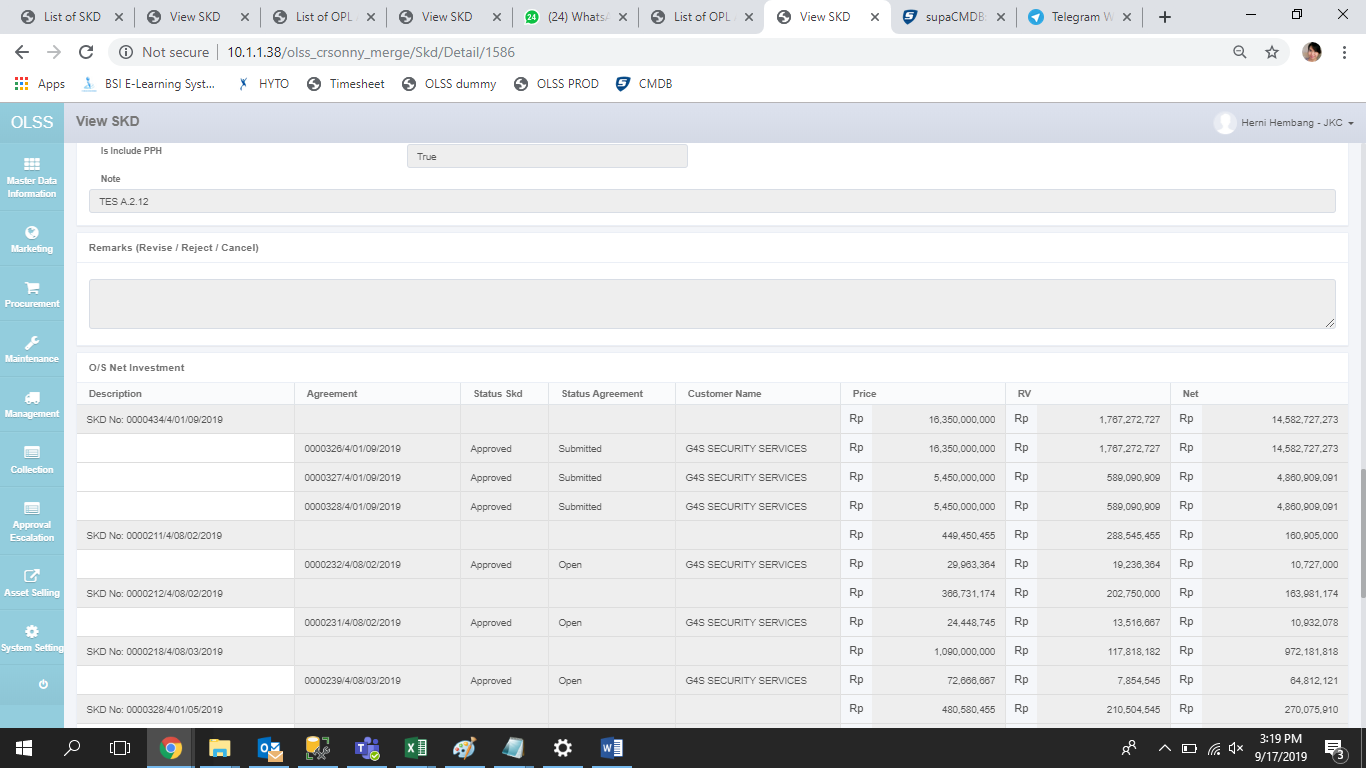 List of SKD View SKD List of OPL View SKD (24) Whats List of OPL View SKD supaCMDB Telegram W
Not secure 10.1.1.38/olss_crsonny_merge/Skd/Detail/1586
Apps BSI E-Learning Syst... HYTO Timesheet OLSS dummy OLSS PROD CMDB
OLSS View SKD Herni Hembang - JKC
Master Data
Information
Marketing
Procurement
Maintenance
Management
Collection
Approval
Escalation
Asset Selling
System Setting
Is Include PPH True
Note
TES A.2.12
Remarks (Revise / Reject / Cancel)
O/S Net Investment
Description Agreement Status Skd Status Agreement Customer Name Price RV Net
SKD No: 0000434/4/01/09/2019 Rp 16,350,000,000 Rp 1,767,272,727 Rp 14,582,727,273
0000326/4/01/09/2019 Approved Submitted G4S SECURITY SERVICES Rp 16,350,000,000 Rp 1,767,272,727 Rp 14,582,727,273
0000327/4/01/09/2019 Approved Submitted G4S SECURITY SERVICES Rp 5,450,000,000 Rp 589,090,909 Rp 4,860,909,091
0000328/4/01/09/2019 Approved Submitted G4S SECURITY SERVICES Rp 5,450,000,000 Rp 589,090,909 Rp 4,860,909,091
SKD No: 0000211/4/08/02/2019 Rp 449,450,455 Rp 288,545,455 Rp 160,905,000
0000232/4/08/02/2019 Approved Open G4S SECURITY SERVICES Rp 29,963,364 Rp 19,236,364 Rp 10,727,000
SKD No: 0000212/4/08/02/2019 Rp 366,731,174 Rp 202,750,000 Rp 163,981,174
0000231/4/08/02/2019 Approved Open G4S SECURITY SERVICES Rp 24,448,745 Rp 13,516,667 Rp 10,932,078
SKD No: 0000218/4/08/03/2019 Rp 1,090,000,000 Rp 117,818,182 Rp 972,181,818
0000239/4/08/03/2019 Approved Open G4S SECURITY SERVICES Rp 72,666,667 Rp 7,854,545 Rp 64,812,121
SKD No: 0000328/4/01/05/2019 Rp 480,580,455 Rp 210,504,545 Rp 270,075,910
3:19 PM
9/17/2019
3